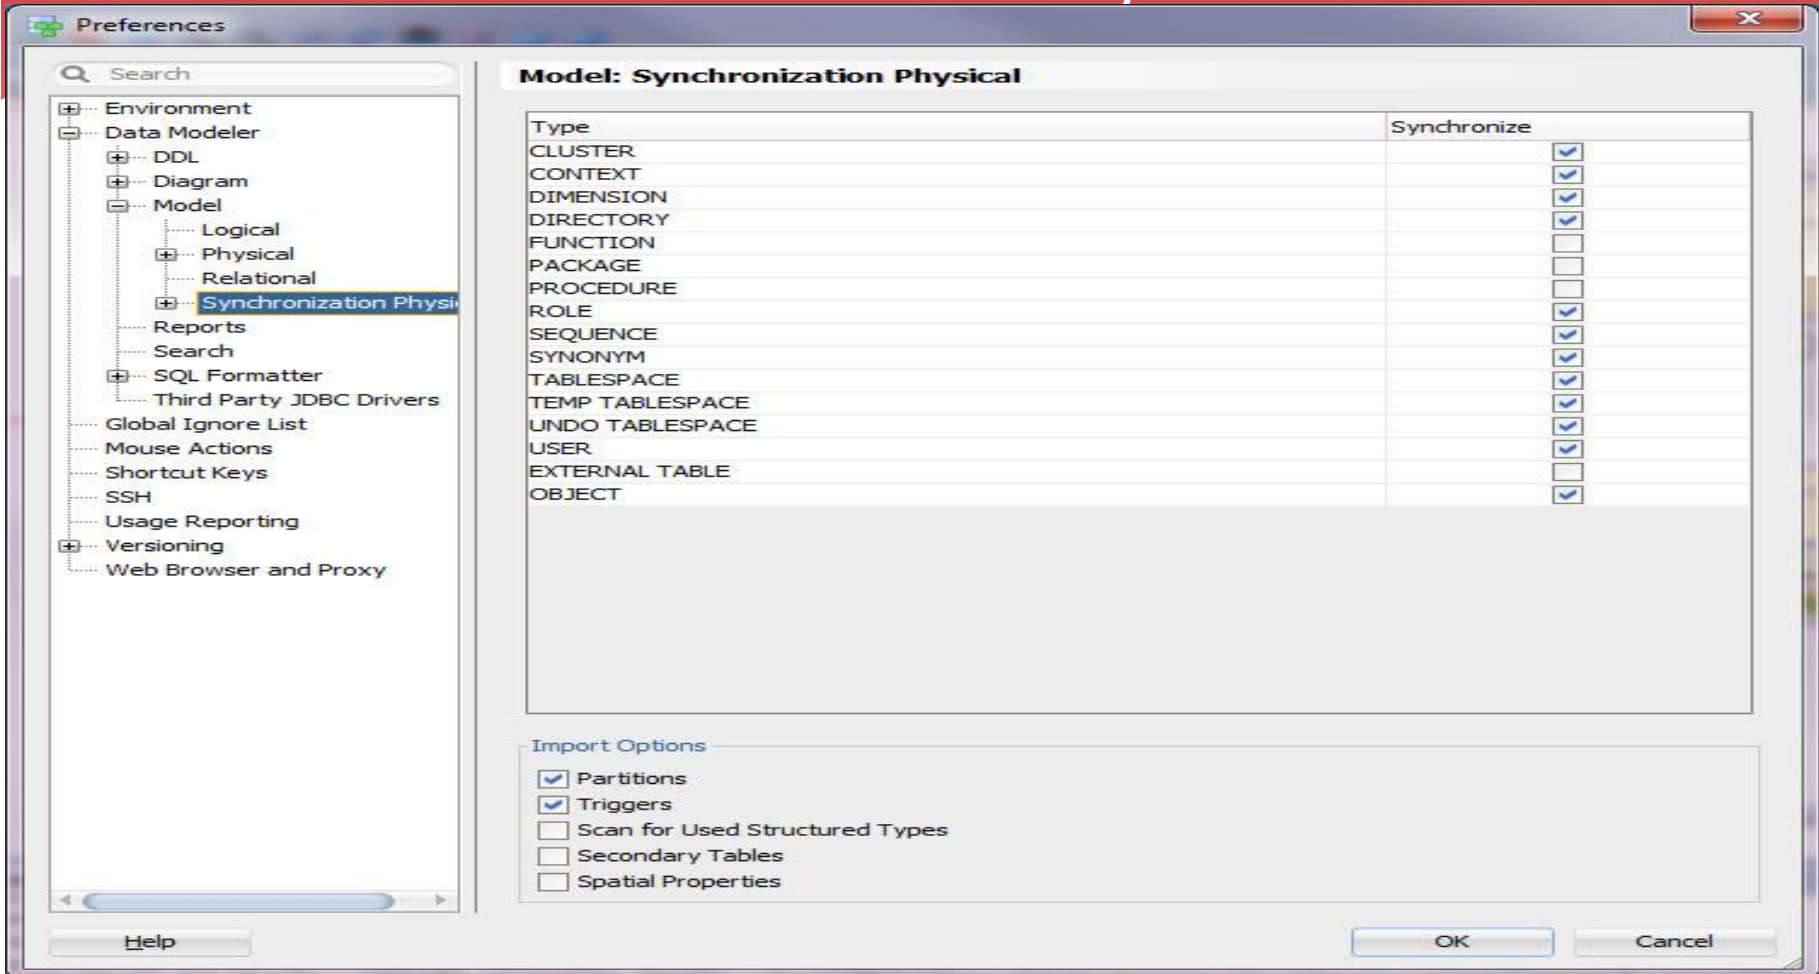 Preferences
Search
Environment
Data Modeler
DDL
Diagram
Model
Logical
Physical
Relational
Synchronization Physi
Reports
Search
SQL Formatter
Third Party JDBC Drivers
Global Ignore List
Mouse Actions
Shortcut Keys
SSH
Usage Reporting
Versioning
Web Browser and Proxy
Model: Synchronization Physical
Type Synchronize
CLUSTER
CONTEXT
DIMENSION
DIRECTORY
FUNCTION
PACKAGE
PROCEDURE
ROLE
SEQUENCE
SYNONYM
TABLESPACE
TEMP TABLESPACE
UNDO TABLESPACE
USER
EXTERNAL TABLE
OBJECT
Import Options
Partitions
Triggers
Scan for Used Structured Types
Secondary Tables
Spatial Properties
Help OK Cancel